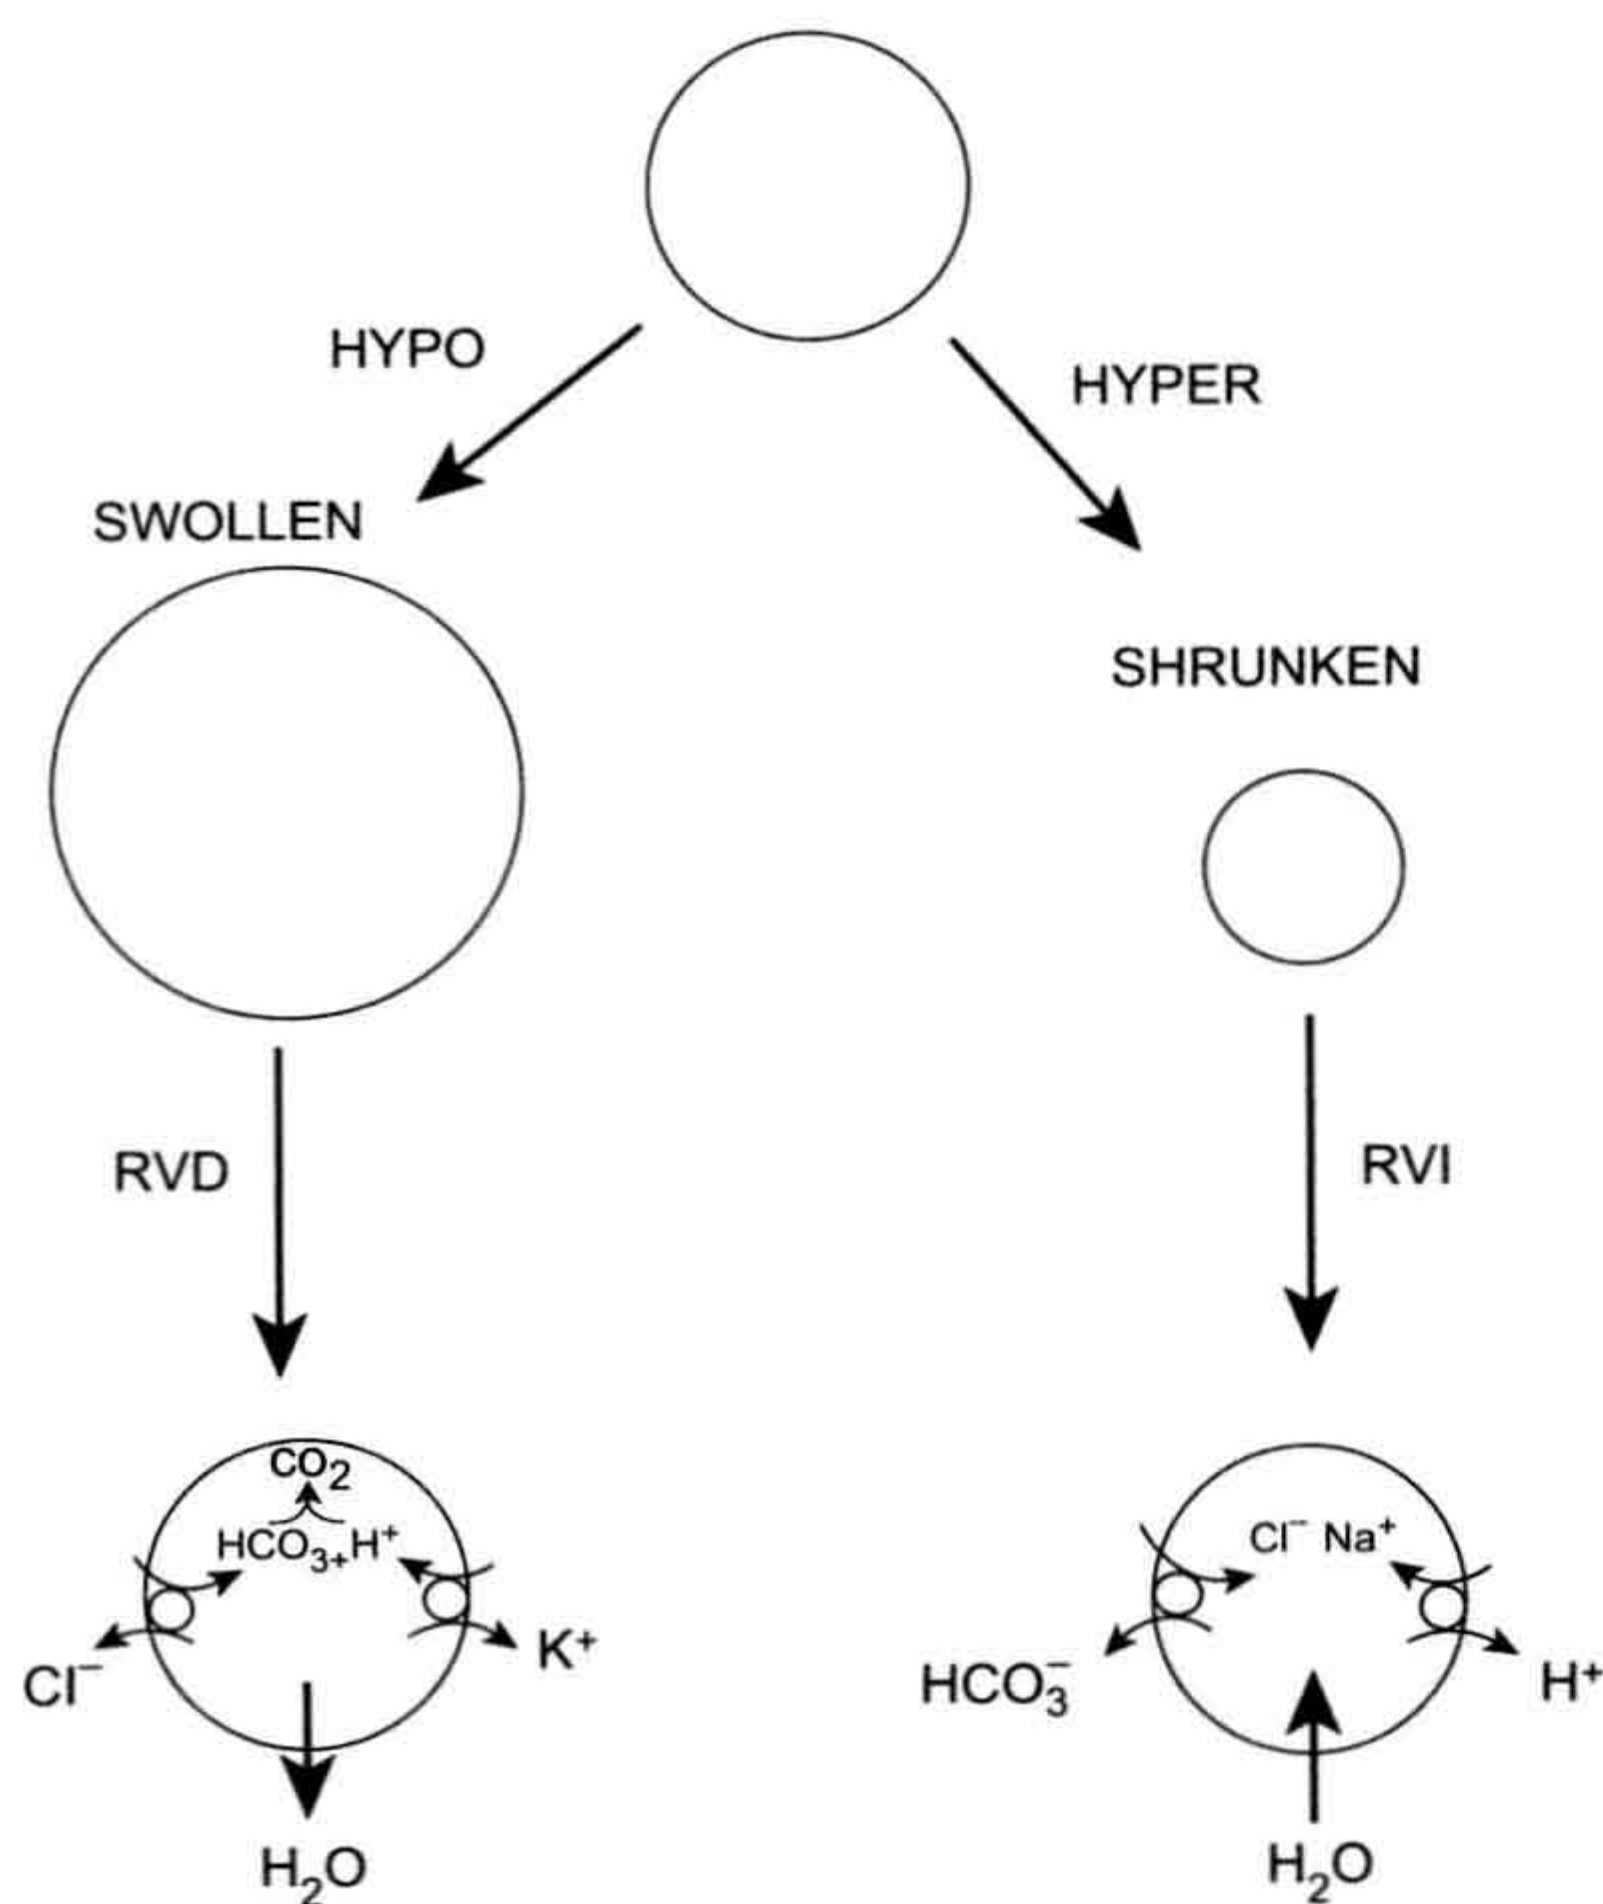 HYPO
HYPER
SWOLLEN
SHRUNKEN
RVD
RVI
CO₂
HCO₃₊H⁺
Cl⁻ Na⁺
Cl⁻
K⁺
HCO₃⁻
H⁺
H₂O
H₂O